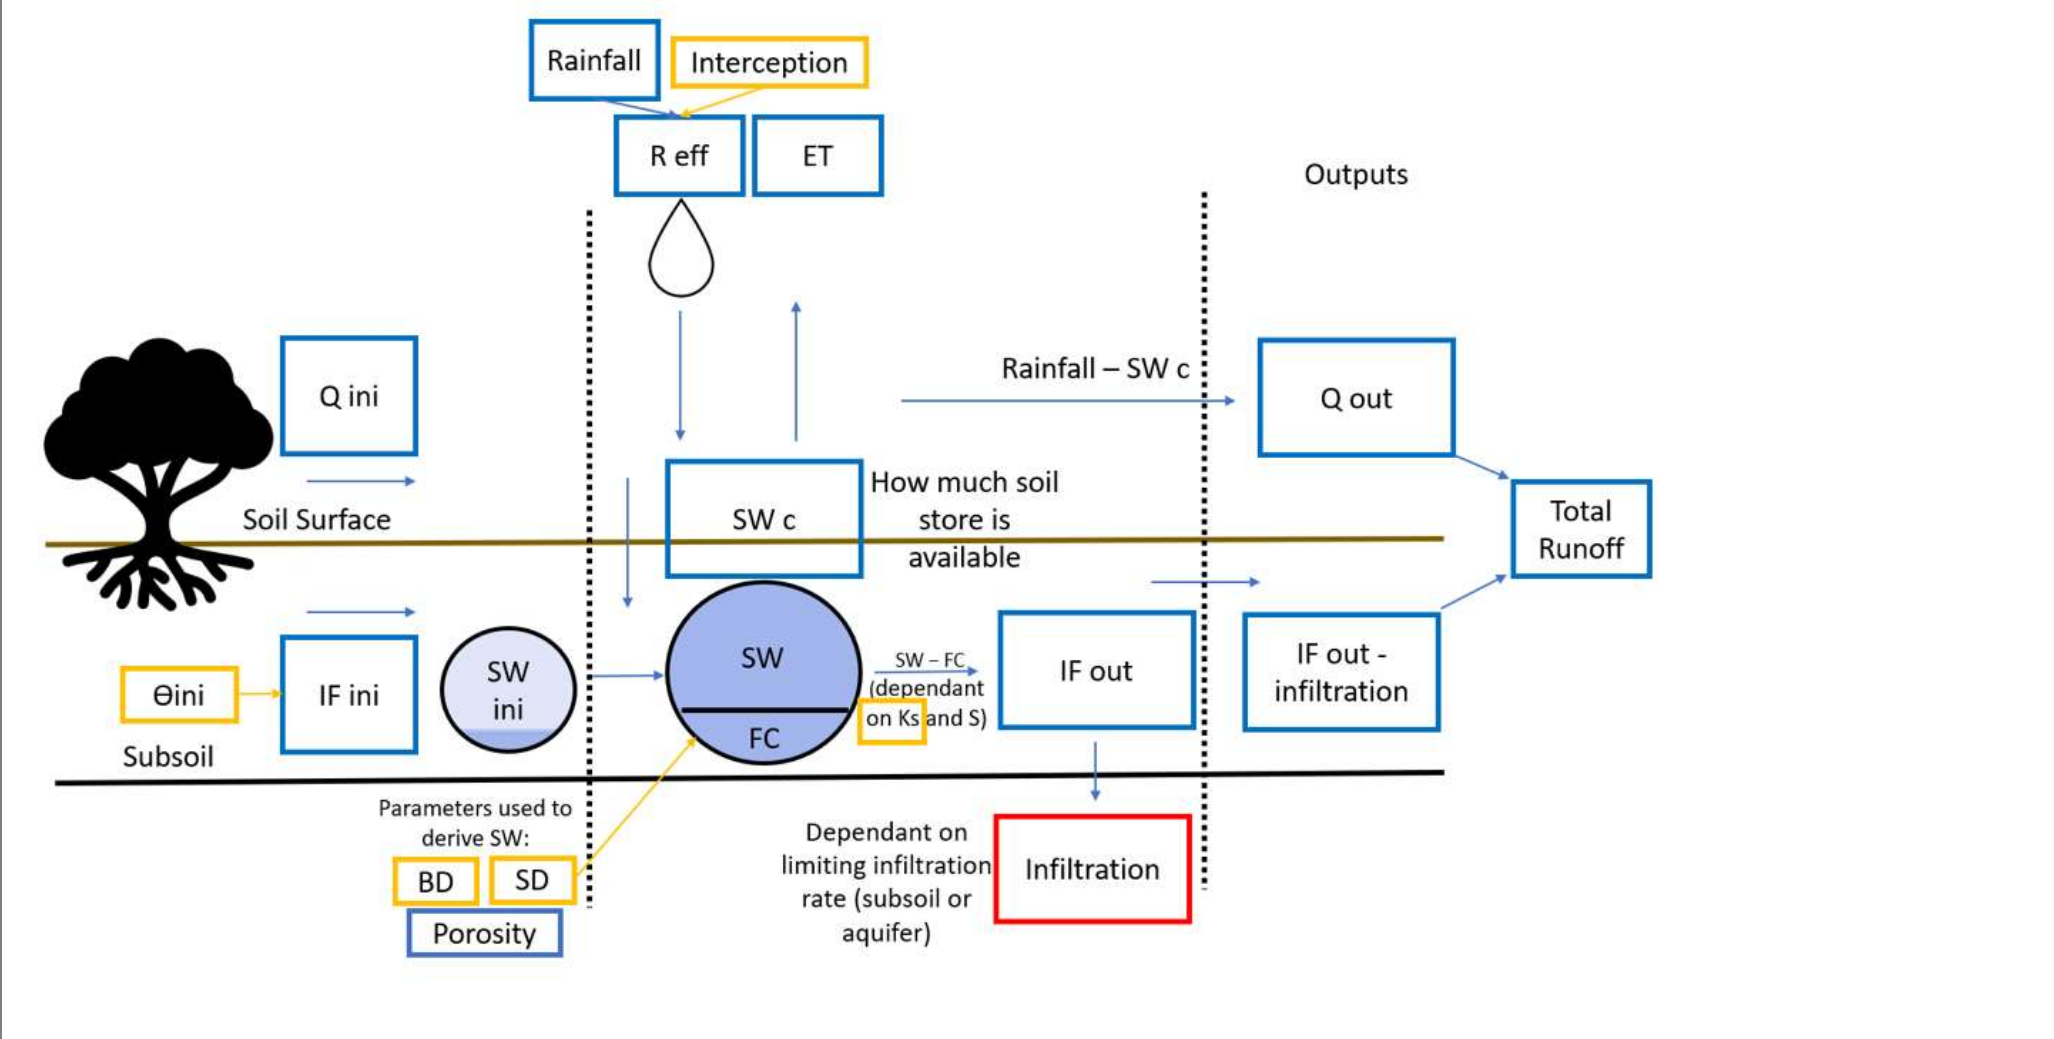 Rainfall
Interception
R eff
ET
Outputs
Q ini
Rainfall – SW c
Q out
Soil Surface
SW c
How much soil
store is
available
Total
Runoff
Ɵini
IF ini
SW
ini
SW
FC
SW – FC
(dependant
on Ks and S)
IF out
IF out -
infiltration
Subsoil
Parameters used to
derive SW:
BD
SD
Porosity
Dependant on
limiting infiltration
rate (subsoil or
aquifer)
Infiltration